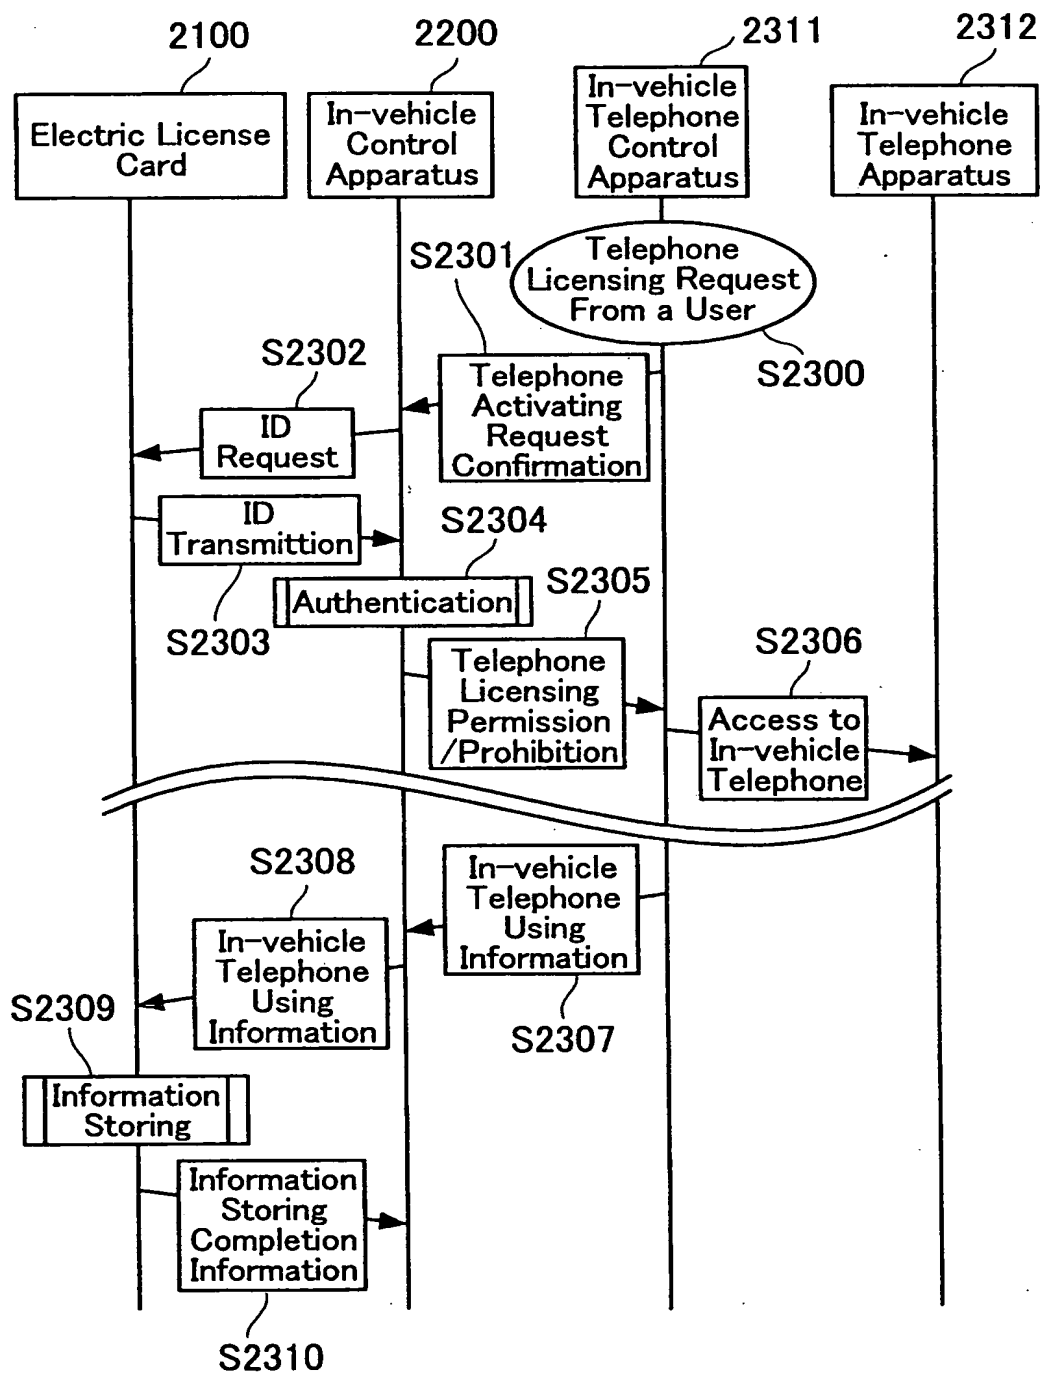 2100
2200
2311
2312
Electric License
Card
In-vehicle
Control
Apparatus
In-vehicle
Telephone
Control
Apparatus
In-vehicle
Telephone
Apparatus
Telephone
Licensing Request
From a User
S2300
S2301
Telephone
Activating
Request
Confirmation
S2302
ID
Request
ID
Transmittion
S2303
S2304
Authentication
S2305
Telephone
Licensing
Permission
/Prohibition
S2306
Access to
In-vehicle
Telephone
In-vehicle
Telephone
Using
Information
S2307
S2308
In-vehicle
Telephone
Using
Information
S2309
Information
Storing
Information
Storing
Completion
Information
S2310